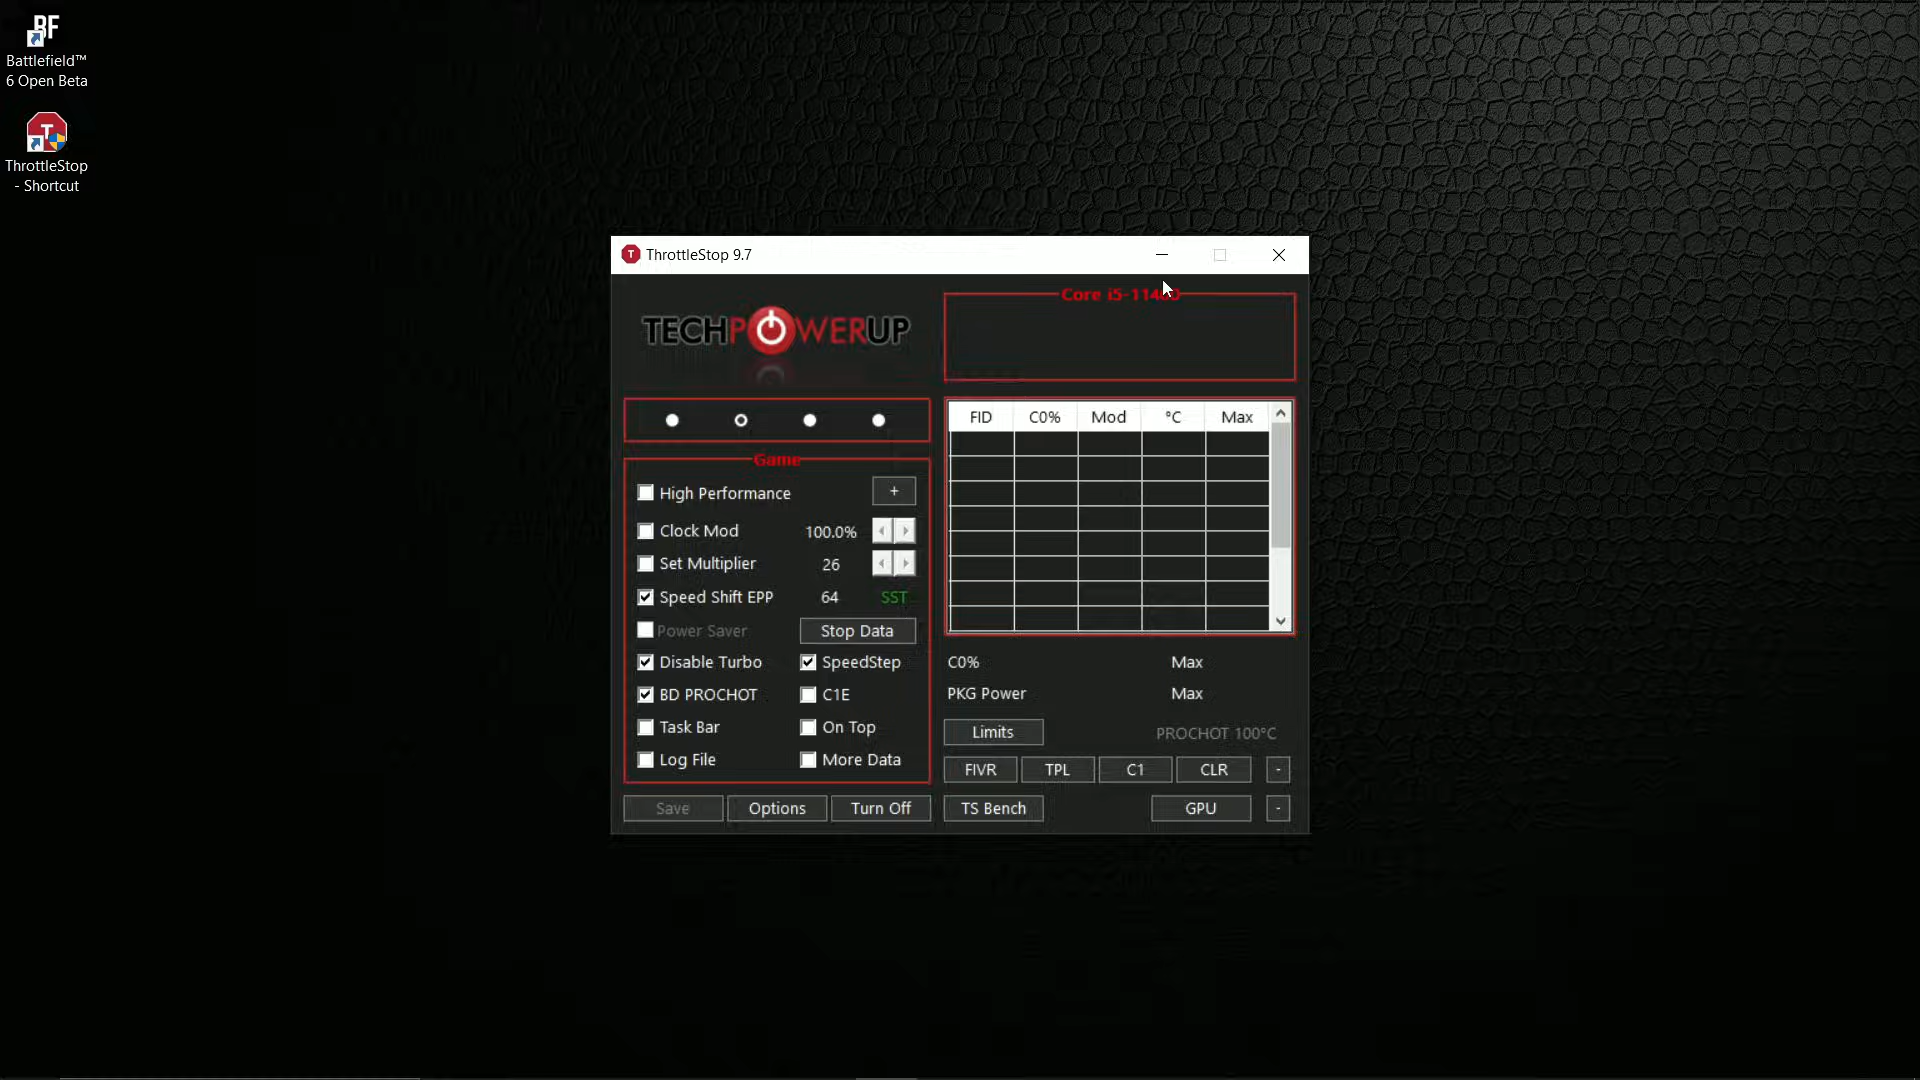 Battlefield™
6 Open Beta
ThrottleStop
- Shortcut
ThrottleStop 9.7
TECHPOWERUP
Core i5-11400
FID C0% Mod °C Max
Game
High Performance +
Clock Mod 100.0%
Set Multiplier 26
Speed Shift EPP 64 SST
Power Saver Stop Data
Disable Turbo SpeedStep
BD PROCHOT C1E
Task Bar On Top
Log File More Data
Save Options Turn Off
C0% Max
PKG Power Max
Limits PROCHOT 100°C
FIVR TPL C1 CLR -
TS Bench GPU -